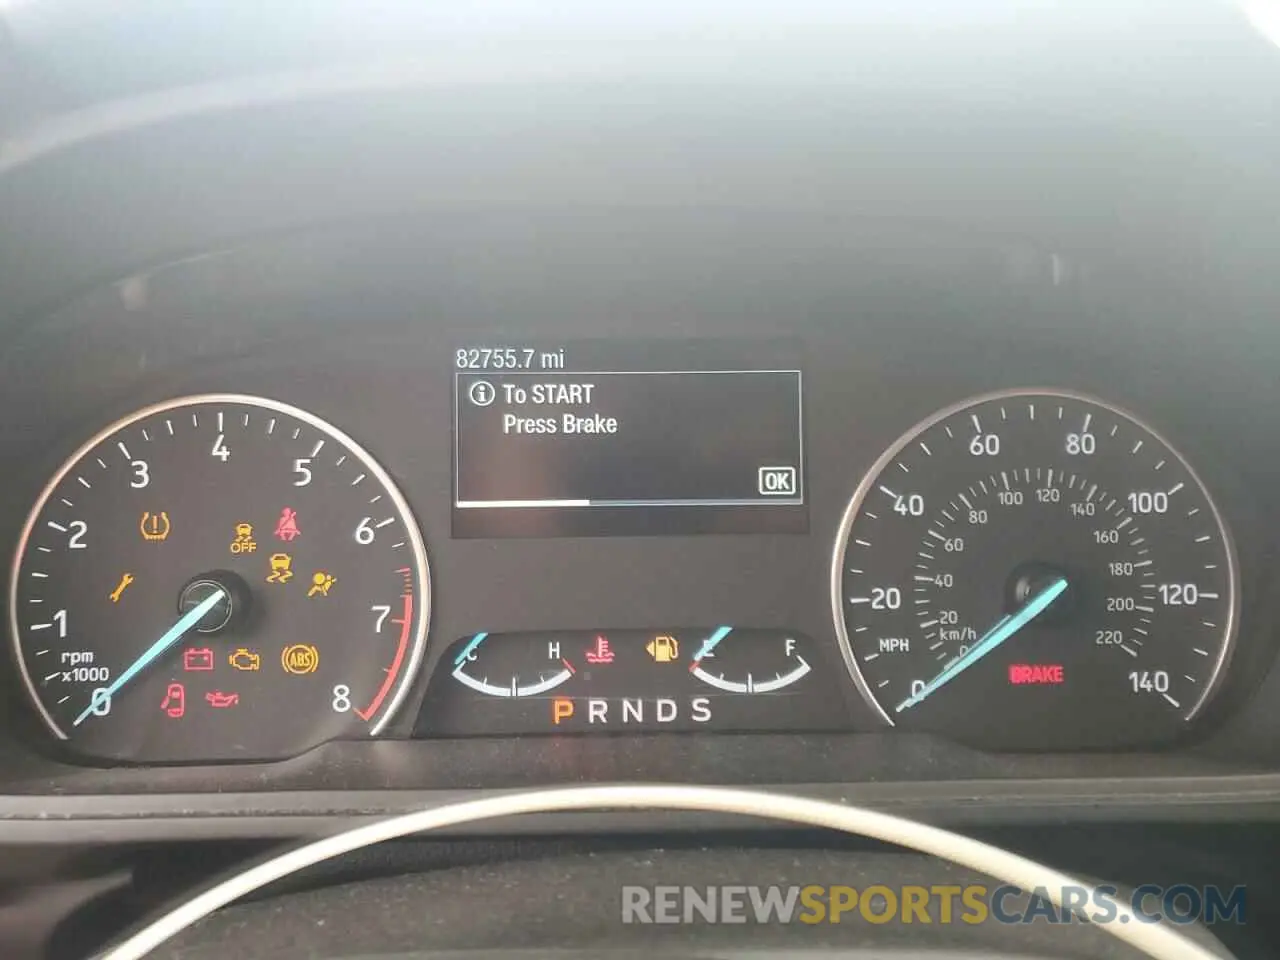 82755.7 mi
To START
Press Brake
OK
0 1 2 3 4 5 6 7 8
rpm
x1000
OFF
ABS
C H
E F
P R N D S
0 20 40 60 80 100 120 140
MPH
0 20 40 60 80 100 120 140 160 180 200 220
km/h
BRAKE
RENEWSPORTSCARS.COM